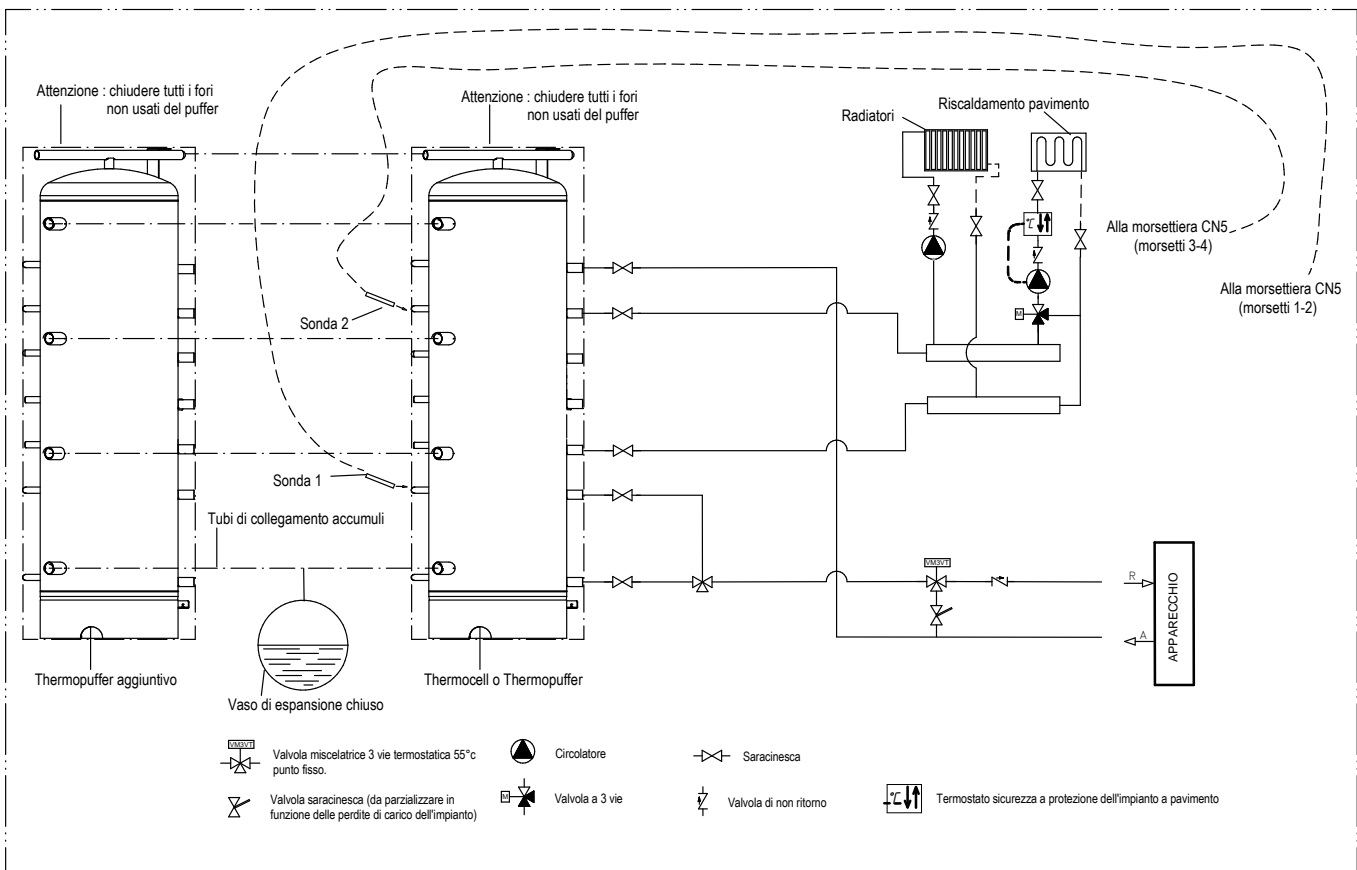 Attenzione : chiudere tutti i fori
non usati del puffer
Attenzione : chiudere tutti i fori
non usati del puffer
Radiatori
Riscaldamento pavimento
°C
Alla morsettiera CN5
(morsetti 3-4)
Alla morsettiera CN5
(morsetti 1-2)
M
Sonda 2
Sonda 1
Tubi di collegamento accumuli
VM3VT
R
A
APPARECCHIO
Thermopuffer aggiuntivo
Vaso di espansione chiuso
Thermocell o Thermopuffer
VM3VT
Valvola miscelatrice 3 vie termostatica 55°c
punto fisso.
Circolatore
Saracinesca
Valvola saracinesca (da parzializzare in
funzione delle perdite di carico dell'impianto)
M
Valvola a 3 vie
Valvola di non ritorno
°C
Termostato sicurezza a protezione dell'impianto a pavimento